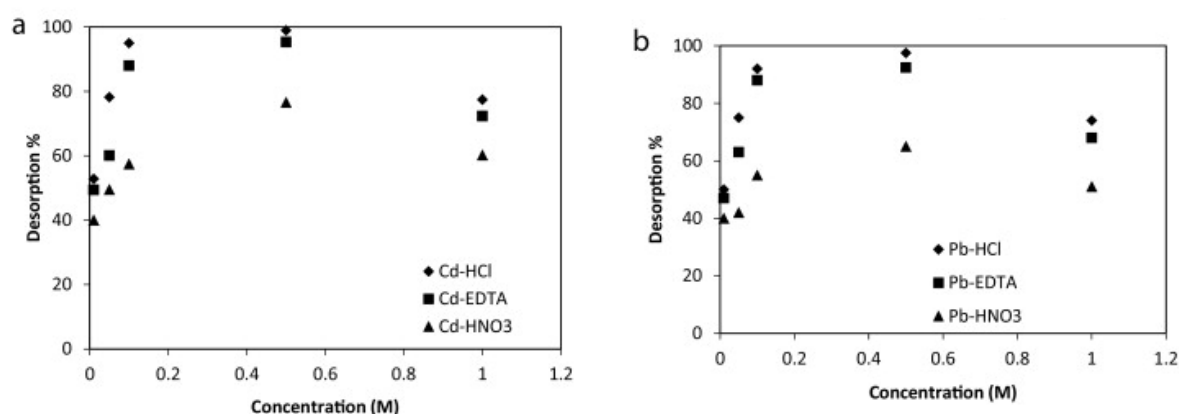 a
100
80
60
40
20
0
Desorption %
Cd-HCl
Cd-EDTA
Cd-HNO3
0 0.2 0.4 0.6 0.8 1 1.2
Concentration (M)
b
100
80
60
40
20
0
Desorption %
Pb-HCl
Pb-EDTA
Pb-HNO3
0 0.2 0.4 0.6 0.8 1 1.2
Concentration (M)